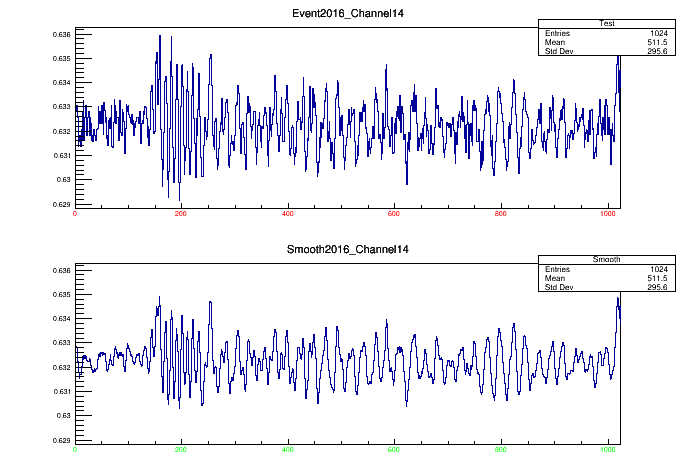 Event2016_Channel14
Test
Entries 1024
Mean 511.5
Std Dev 295.6
0.636
0.635
0.634
0.633
0.632
0.631
0.63
0.629
0 200 400 600 800 1000
Smooth2016_Channel14
Smooth
Entries 1024
Mean 511.5
Std Dev 295.6
0.636
0.635
0.634
0.633
0.632
0.631
0.63
0.629
0 200 400 600 800 1000